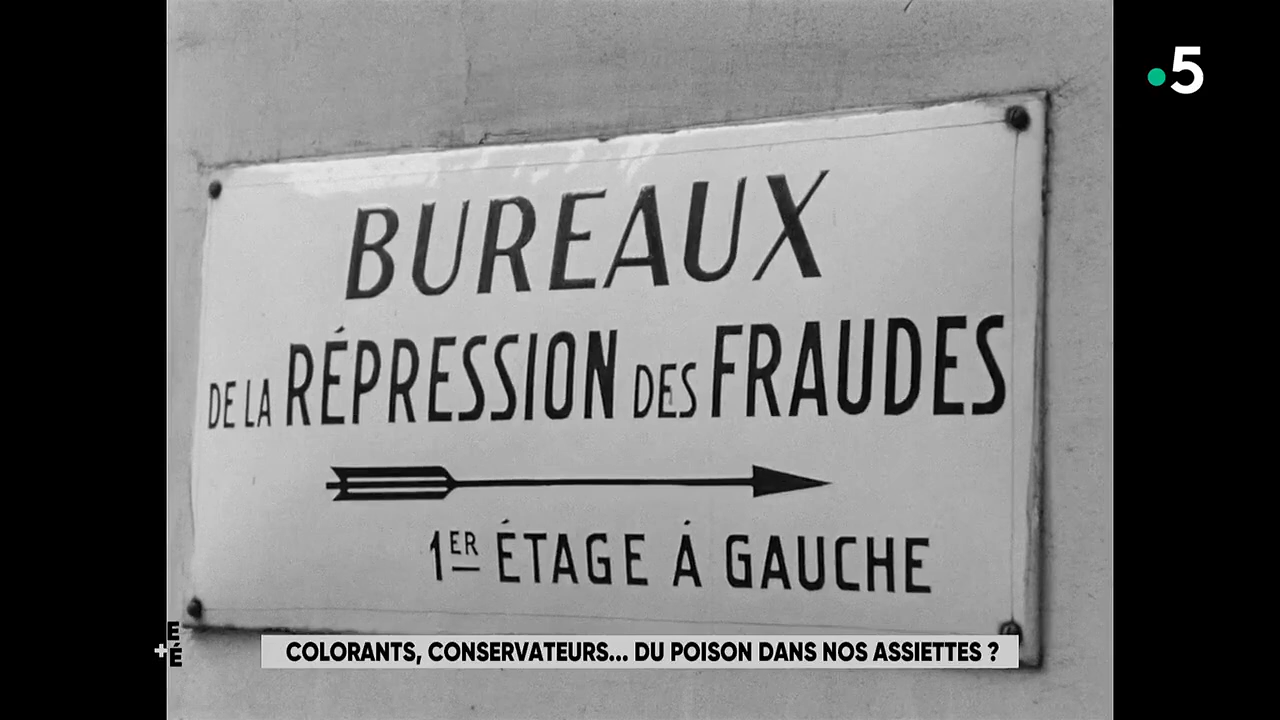 5
BUREAUX
DE LA RÉPRESSION DES FRAUDES
1ER ÉTAGE À GAUCHE
+É
COLORANTS, CONSERVATEURS... DU POISON DANS NOS ASSIETTES ?